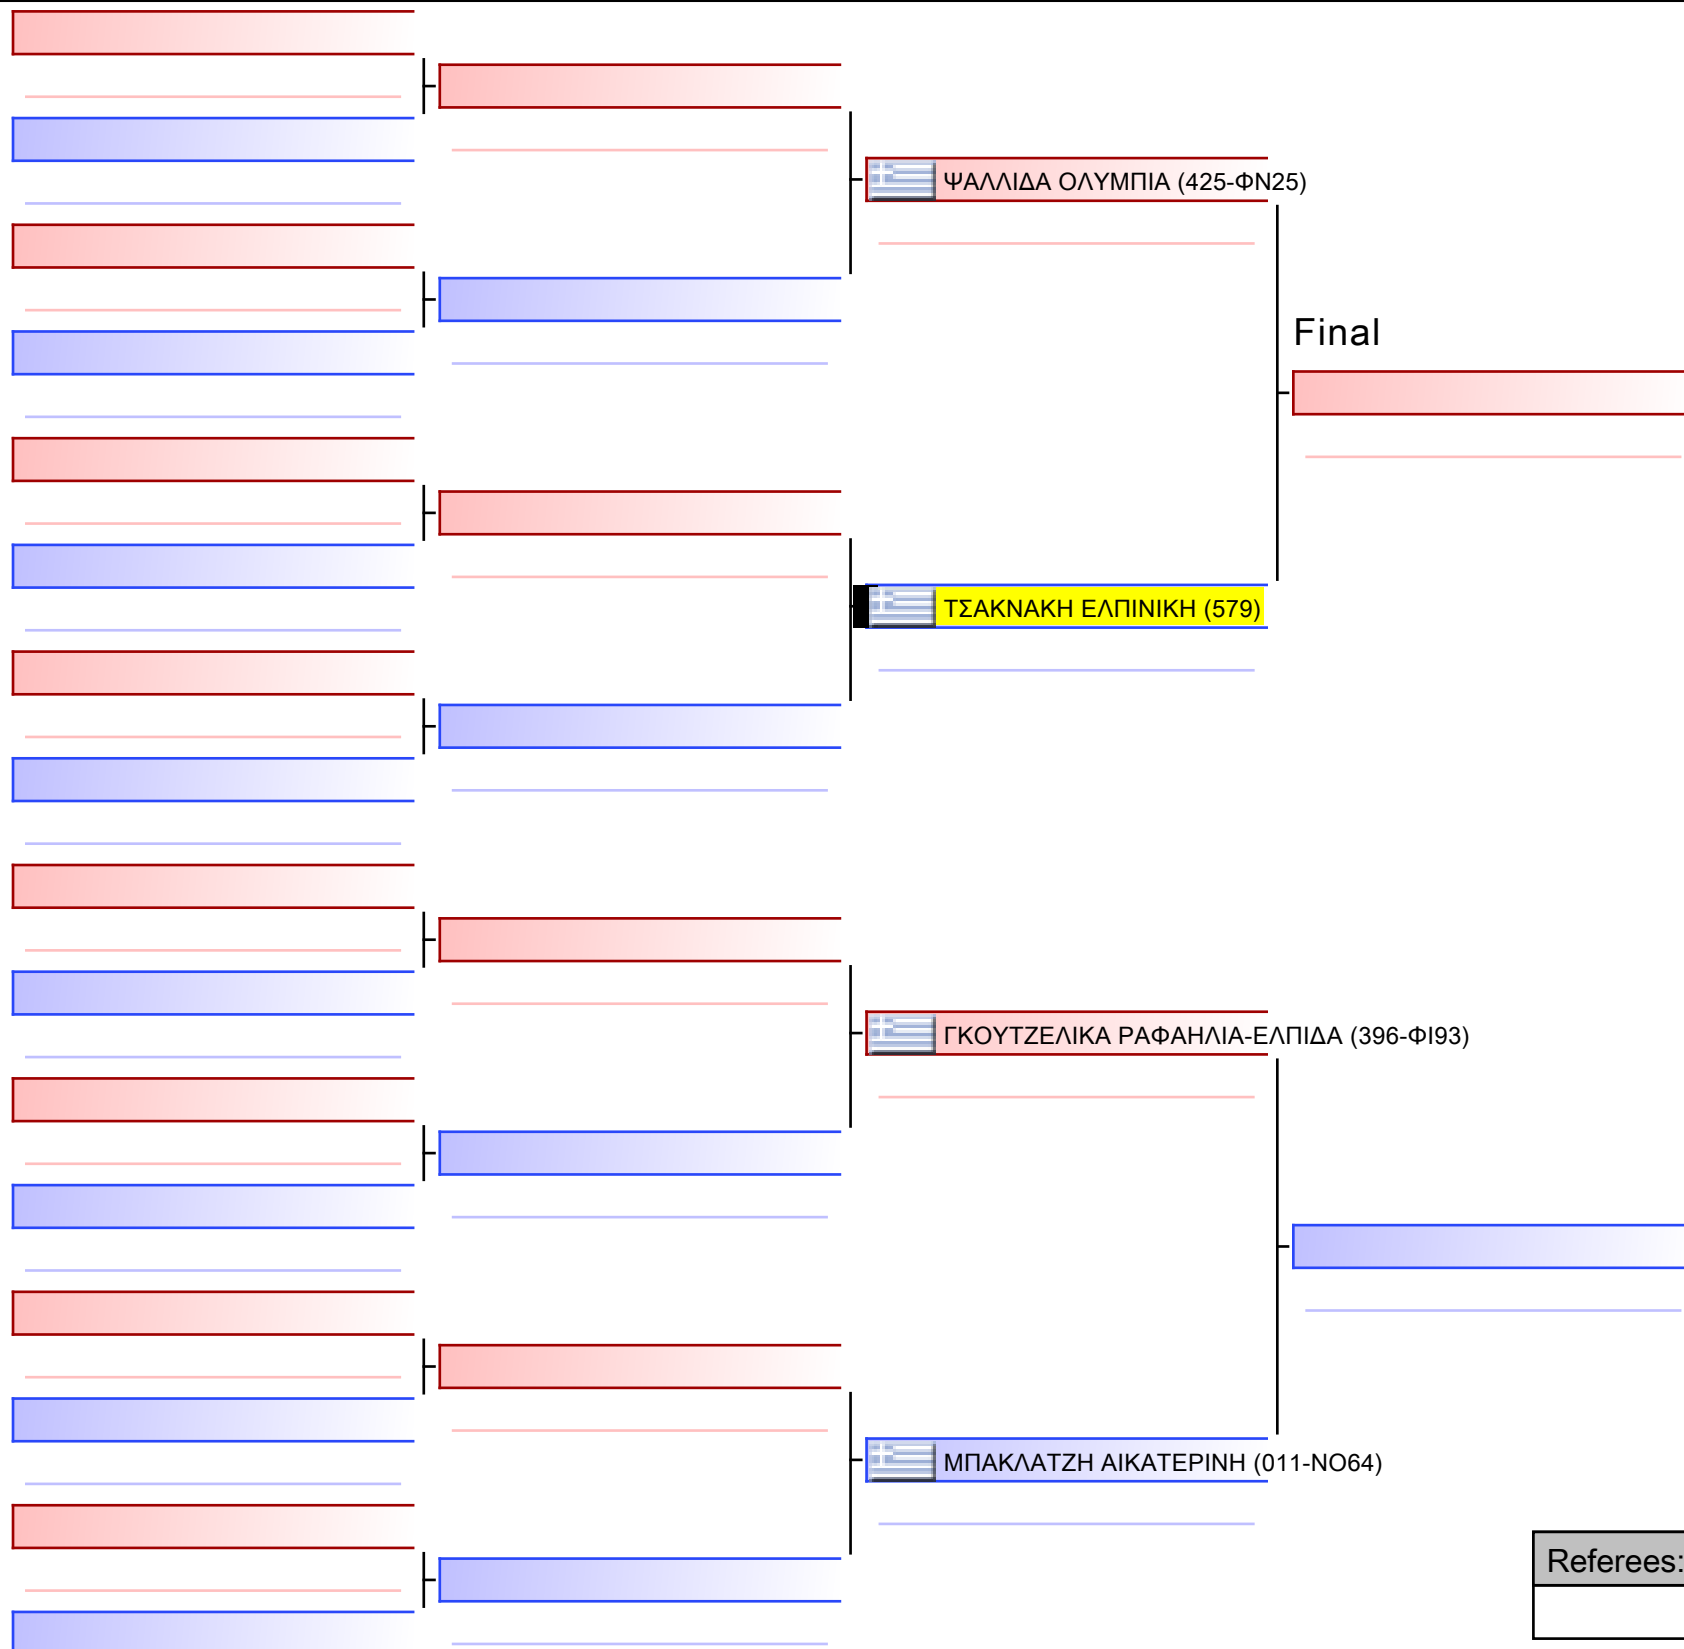 ΨΑΛΛΙΔΑ ΟΛΥΜΠΙΑ (425-ΦΝ25)
Final
ΤΣΑΚΝΑΚΗ ΕΛΠΙΝΙΚΗ (579)
ΓΚΟΥΤΖΕΛΙΚΑ ΡΑΦΑΗΛΙΑ-ΕΛΠΙΔΑ (396-ΦΙ93)
ΜΠΑΚΛΑΤΖΗ ΑΙΚΑΤΕΡΙΝΗ (011-ΝΟ64)
Referees: